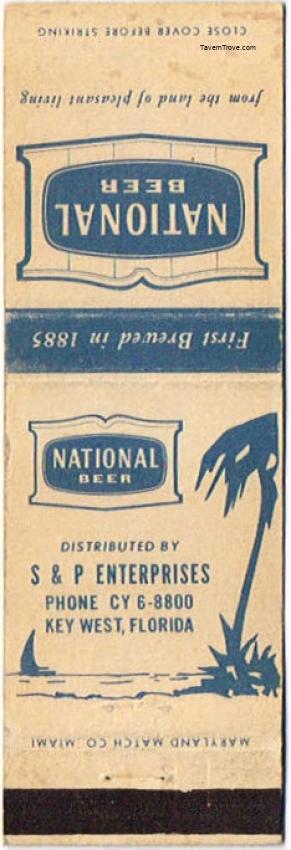 CLOSE COVER BEFORE STRIKING
TavernTrove.com
from the land of pleasant living
NATIONAL
BEER
First Brewed in 1885
NATIONAL
BEER
DISTRIBUTED BY
S & P ENTERPRISES
PHONE CY 6-8800
KEY WEST, FLORIDA
MARYLAND MATCH CO. MIAMI